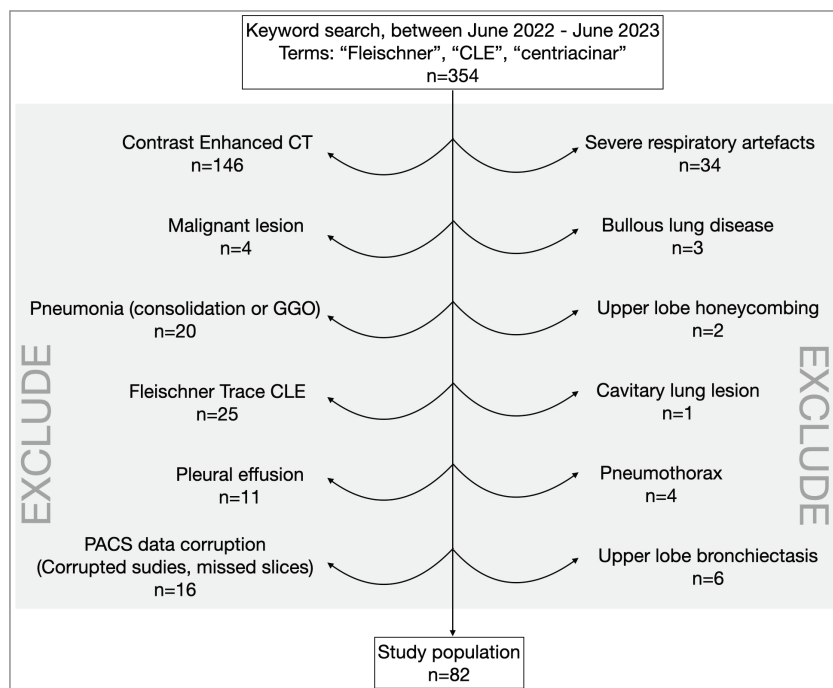 Keyword search, between June 2022 - June 2023
Terms: “Fleischner”, “CLE”, “centriacinar”
n=354
Contrast Enhanced CT
n=146
Severe respiratory artefacts
n=34
Malignant lesion
n=4
Bullous lung disease
n=3
Pneumonia (consolidation or GGO)
n=20
Upper lobe honeycombing
n=2
EXCLUDE
EXCLUDE
Fleischner Trace CLE
n=25
Cavitary lung lesion
n=1
Pleural effusion
n=11
Pneumothorax
n=4
PACS data corruption
(Corrupted sudies, missed slices)
n=16
Upper lobe bronchiectasis
n=6
Study population
n=82